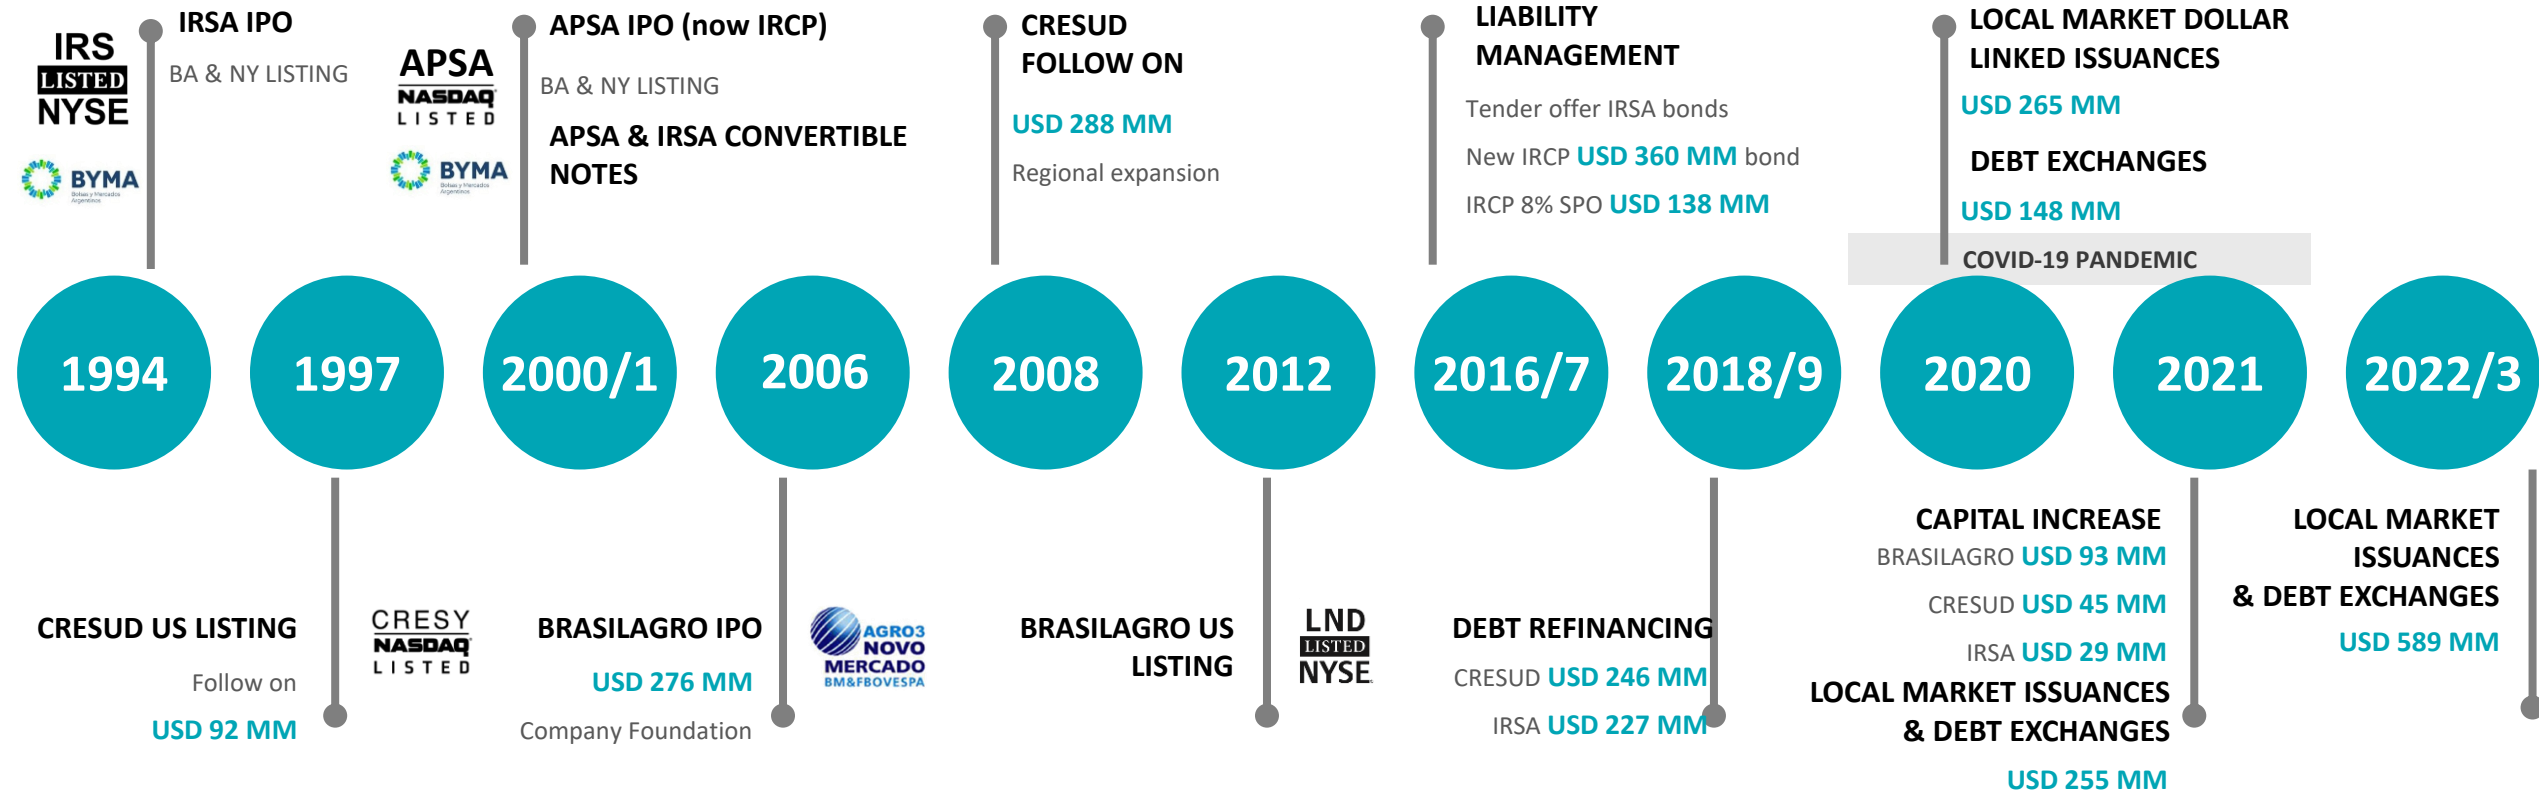 IRS
LISTED
NYSE
BYMA
Bolsas y Mercados
Argentinos
IRSA IPO
BA & NY LISTING
APSA
NASDAQ
LISTED
BYMA
Bolsas y Mercados
Argentinos
APSA IPO (now IRCP)
BA & NY LISTING
APSA & IRSA CONVERTIBLE
NOTES
CRESUD
FOLLOW ON
USD 288 MM
Regional expansion
LIABILITY
MANAGEMENT
Tender offer IRSA bonds
New IRCP USD 360 MM bond
IRCP 8% SPO USD 138 MM
LOCAL MARKET DOLLAR
LINKED ISSUANCES
USD 265 MM
DEBT EXCHANGES
USD 148 MM
COVID-19 PANDEMIC
1994
1997
2000/1
2006
2008
2012
2016/7
2018/9
2020
2021
2022/3
CRESUD US LISTING
Follow on
USD 92 MM
CRESY
NASDAQ
LISTED
BRASILAGRO IPO
USD 276 MM
Company Foundation
AGRO3
NOVO
MERCADO
BM&FBOVESPA
BRASILAGRO US
LISTING
LND
LISTED
NYSE
DEBT REFINANCING
CRESUD USD 246 MM
IRSA USD 227 MM
CAPITAL INCREASE
BRASILAGRO USD 93 MM
CRESUD USD 45 MM
IRSA USD 29 MM
LOCAL MARKET ISSUANCES
& DEBT EXCHANGES
USD 255 MM
LOCAL MARKET
ISSUANCES
& DEBT EXCHANGES
USD 589 MM